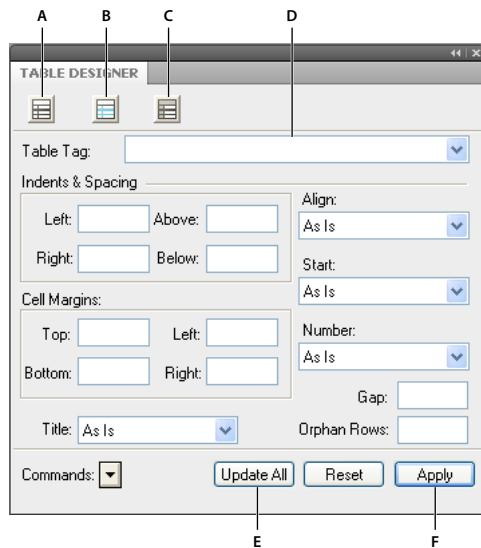 A B C D
TABLE DESIGNER
Table Tag:
Indents & Spacing
Left: Above:
Right: Below:
Align:
As Is
Start:
As Is
Cell Margins:
Top: Left:
Bottom: Right:
Number:
As Is
Gap:
Title: As Is
Orphan Rows:
Commands: Update All Reset Apply
E F